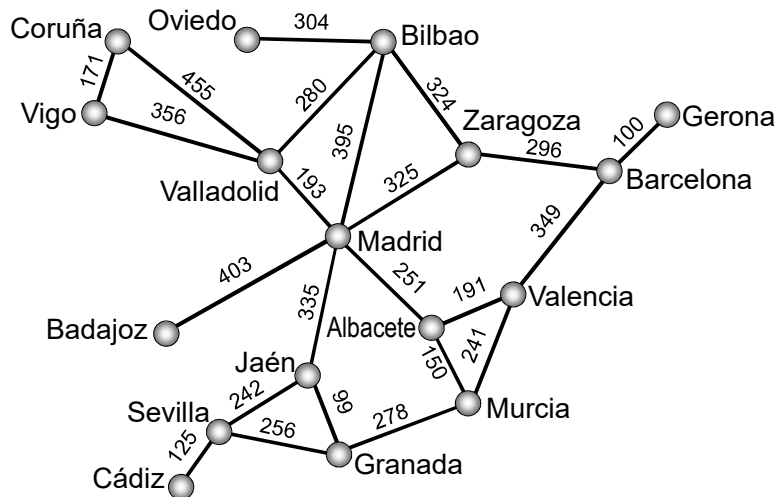 Oviedo
304
Coruña
Bilbao
171
455
280
324
Vigo
356
395
Zaragoza
100
Gerona
296
Valladolid
193
325
Barcelona
349
Madrid
403
251
191
Valencia
335
Badajoz
Albacete
241
150
Jaén
242
99
Sevilla
278
Murcia
125
256
Granada
Cádiz